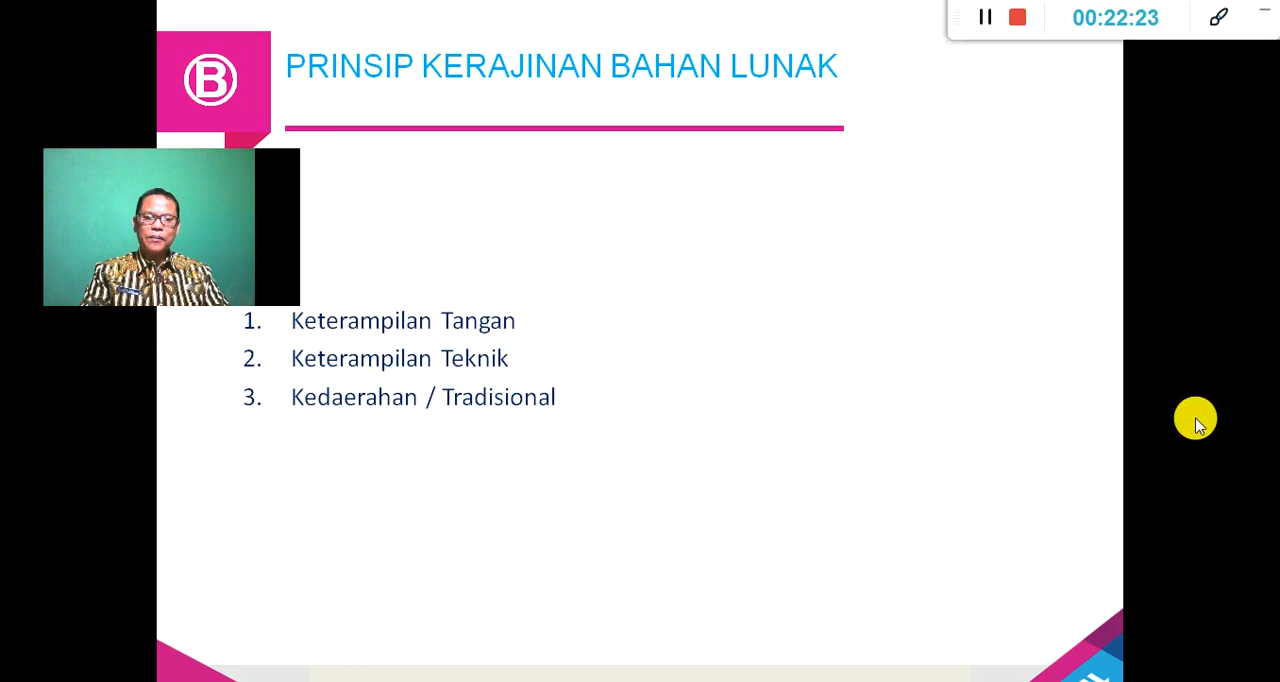 00:22:23
B
PRINSIP KERAJINAN BAHAN LUNAK
1. Keterampilan Tangan
2. Keterampilan Teknik
3. Kedaerahan / Tradisional